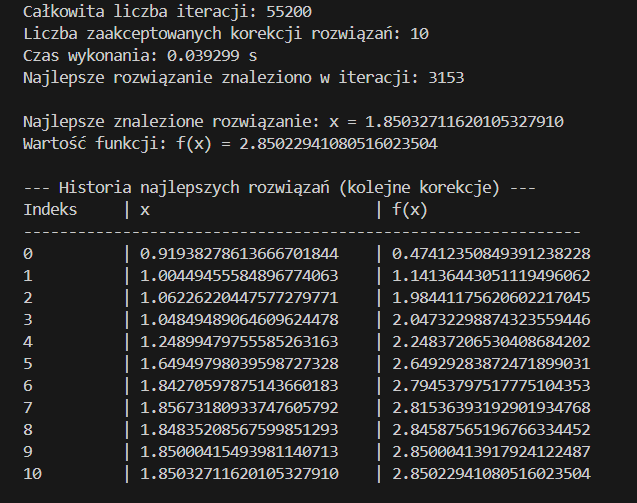 Całkowita liczba iteracji: 55200
Liczba zaakceptowanych korekcji rozwiązań: 10
Czas wykonania: 0.039299 s
Najlepsze rozwiązanie znaleziono w iteracji: 3153

Najlepsze znalezione rozwiązanie: x = 1.85032711620105327910
Wartość funkcji: f(x) = 2.85022941080516023504

--- Historia najlepszych rozwiązań (kolejne korekcje) ---
Indeks | x | f(x)
--------------------------------------------------------------
0 | 0.91938278613666701844 | 0.47412350849391238228
1 | 1.00449455584896774063 | 1.14136443051119496062
2 | 1.06226220447577279771 | 1.98441175620602217045
3 | 1.04849489064609624478 | 2.04732298874323559446
4 | 1.24899479755585263163 | 2.24837206530408684202
5 | 1.64949798039598727328 | 2.64929283872471899031
6 | 1.84270597875143660183 | 2.79453797517775104353
7 | 1.85673180933747605792 | 2.81536393192901934768
8 | 1.84835208567599851293 | 2.84587565196766334452
9 | 1.85000415493981140713 | 2.85000413917924122487
10 | 1.85032711620105327910 | 2.85022941080516023504